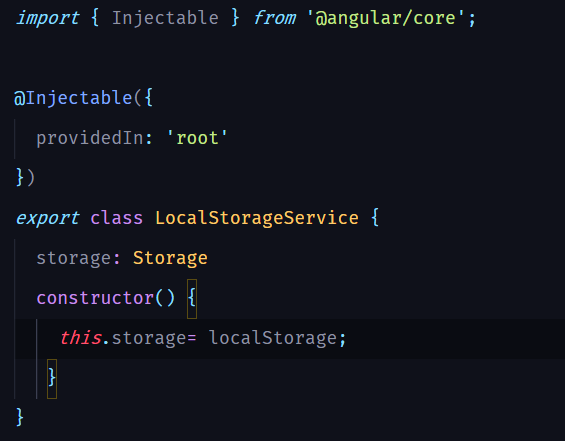 import { Injectable } from '@angular/core';
@Injectable({
providedIn: 'root'
})
export class LocalStorageService {
storage: Storage
constructor() {
this.storage= localStorage;
}
}